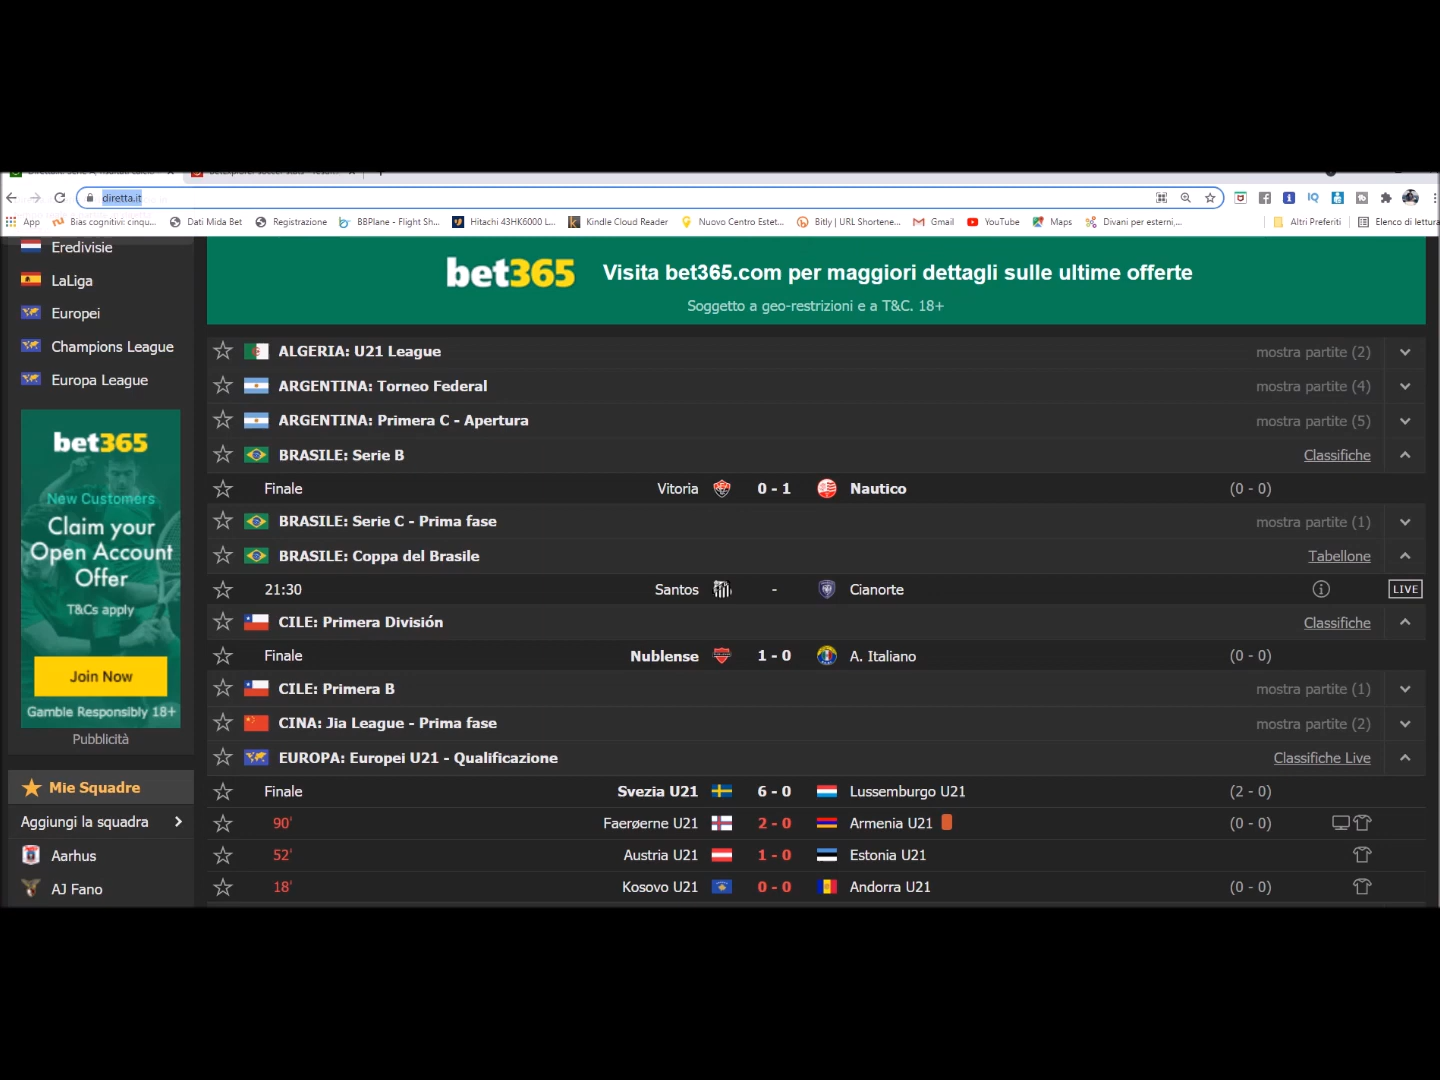 diretta.it
App
Bias cognitivi: cinqu...
Dati Mida Bet
Registrazione
BBPlane - Flight Sh...
Hitachi 43HK6000 L...
Kindle Cloud Reader
Nuovo Centro Estet...
Bitly | URL Shortene...
Gmail
YouTube
Maps
Divani per esterni,...
Altri Preferiti
Elenco di lettura
Eredivisie
LaLiga
Europei
Champions League
Europa League
bet365
New Customers
Claim your
Open Account
Offer
T&Cs apply
Join Now
Gamble Responsibly 18+
Pubblicità
Mie Squadre
Aggiungi la squadra
Aarhus
AJ Fano
bet365 Visita bet365.com per maggiori dettagli sulle ultime offerte
Soggetto a geo-restrizioni e a T&C. 18+
ALGERIA: U21 League mostra partite (2)
ARGENTINA: Torneo Federal mostra partite (4)
ARGENTINA: Primera C - Apertura mostra partite (5)
BRASILE: Serie B Classifiche
Finale Vitoria 0 - 1 Nautico (0 - 0)
BRASILE: Serie C - Prima fase mostra partite (1)
BRASILE: Coppa del Brasile Tabellone
21:30 Santos - Cianorte LIVE
CILE: Primera División Classifiche
Finale Nublense 1 - 0 A. Italiano (0 - 0)
CILE: Primera B mostra partite (1)
CINA: Jia League - Prima fase mostra partite (2)
EUROPA: Europei U21 - Qualificazione Classifiche Live
Finale Svezia U21 6 - 0 Lussemburgo U21 (2 - 0)
90' Faerøerne U21 2 - 0 Armenia U21 (0 - 0)
52' Austria U21 1 - 0 Estonia U21
18' Kosovo U21 0 - 0 Andorra U21 (0 - 0)